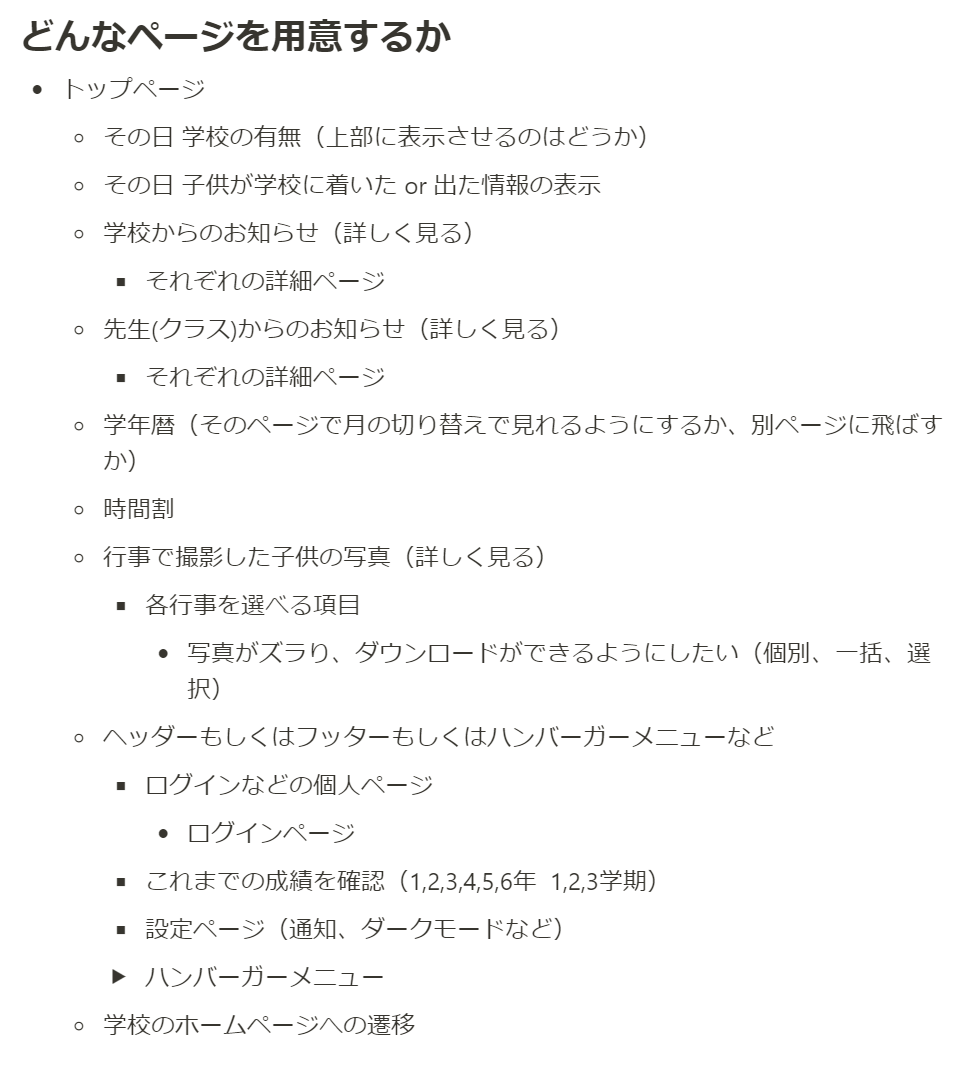 どんなページを用意するか
トップページ
その日 学校の有無（上部に表示させるのはどうか）
その日 子供が学校に着いた or 出た情報の表示
学校からのお知らせ（詳しく見る）
それぞれの詳細ページ
先生(クラス)からのお知らせ（詳しく見る）
それぞれの詳細ページ
学年暦（そのページで月の切り替えで見れるようにするか、別ページに飛ばす
か）
時間割
行事で撮影した子供の写真（詳しく見る）
各行事を選べる項目
写真がズラり、ダウンロードができるようにしたい（個別、一括、選
択）
ヘッダーもしくはフッターもしくはハンバーガーメニューなど
ログインなどの個人ページ
ログインページ
これまでの成績を確認（1,2,3,4,5,6年 1,2,3学期）
設定ページ（通知、ダークモードなど）
ハンバーガーメニュー
学校のホームページへの遷移